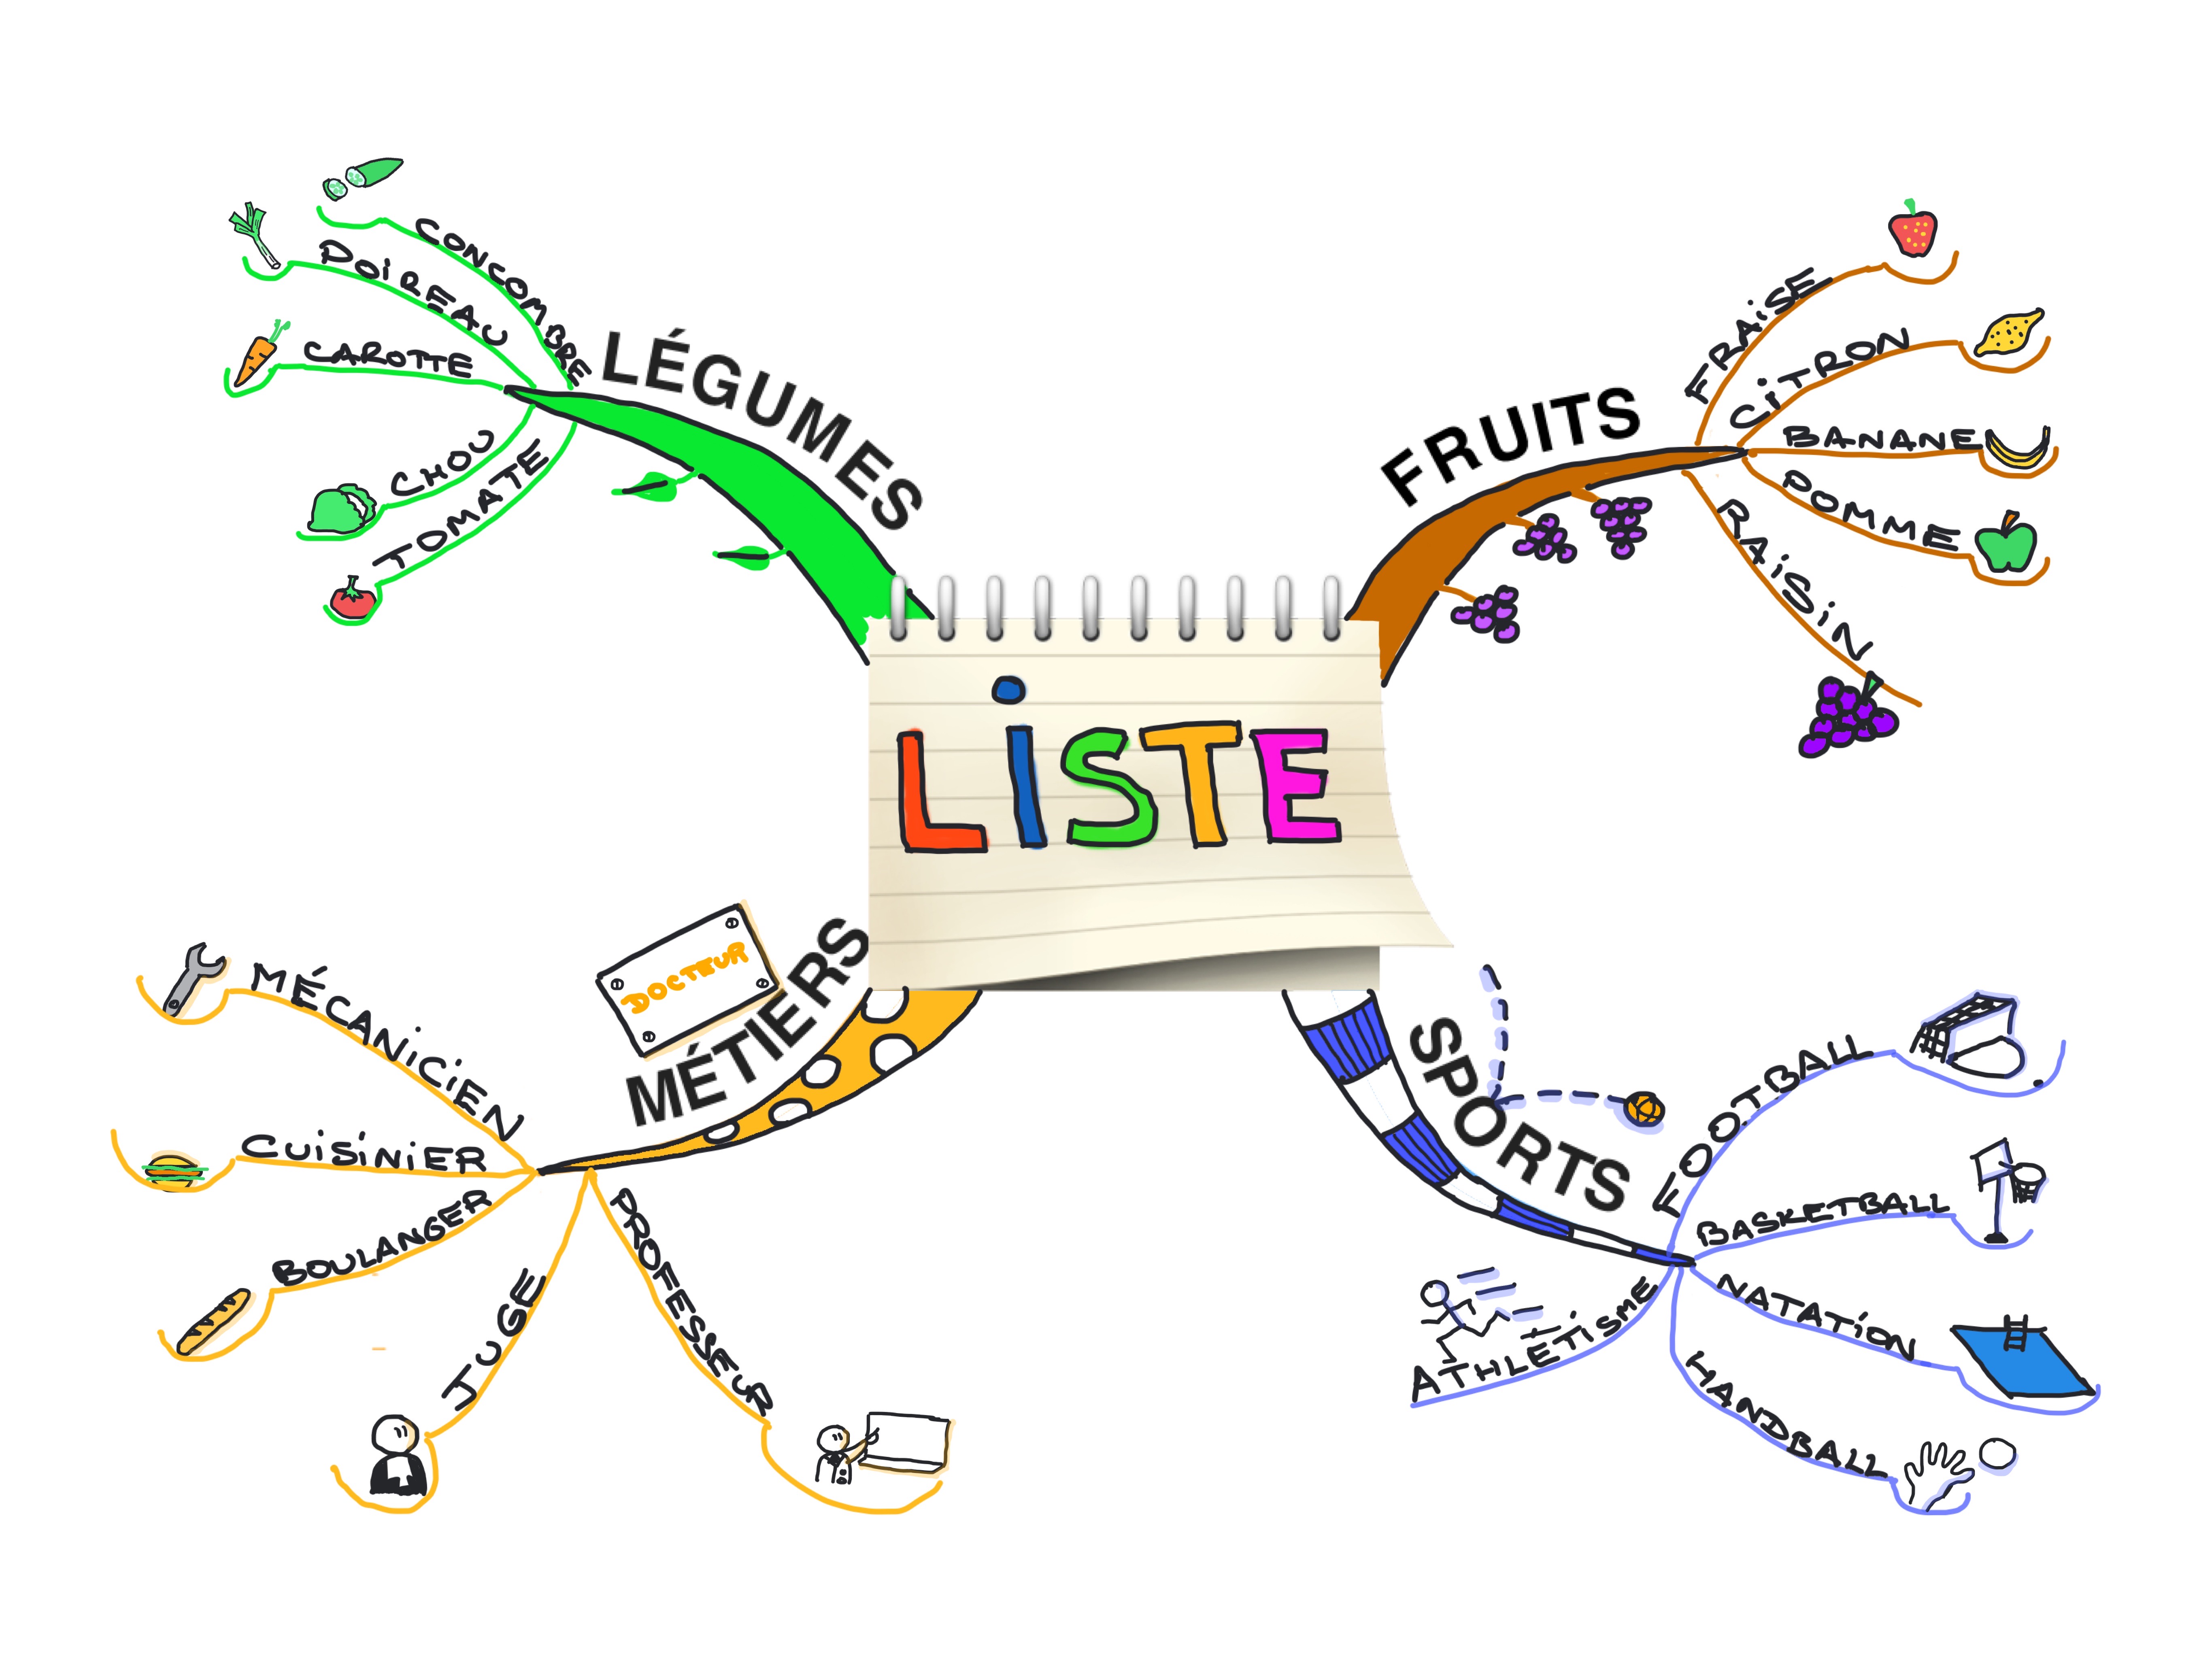 LiSTE
LÉGUMES
CONCOMBRE
POiREAU
CAROTTE
CHOU
TOMATE
FRUITS
FRAiSE
CiTRON
BANANE
POMME
RAiSiN
MÉTIERS
DOCTEUR
MÉCANiCiEN
CUiSiNiER
BOULANGER
JUGE
PROFESSEUR
SPORTS
FOOTBALL
BASKETBALL
NATATiON
HANDBALL
ATHLÉTiSME